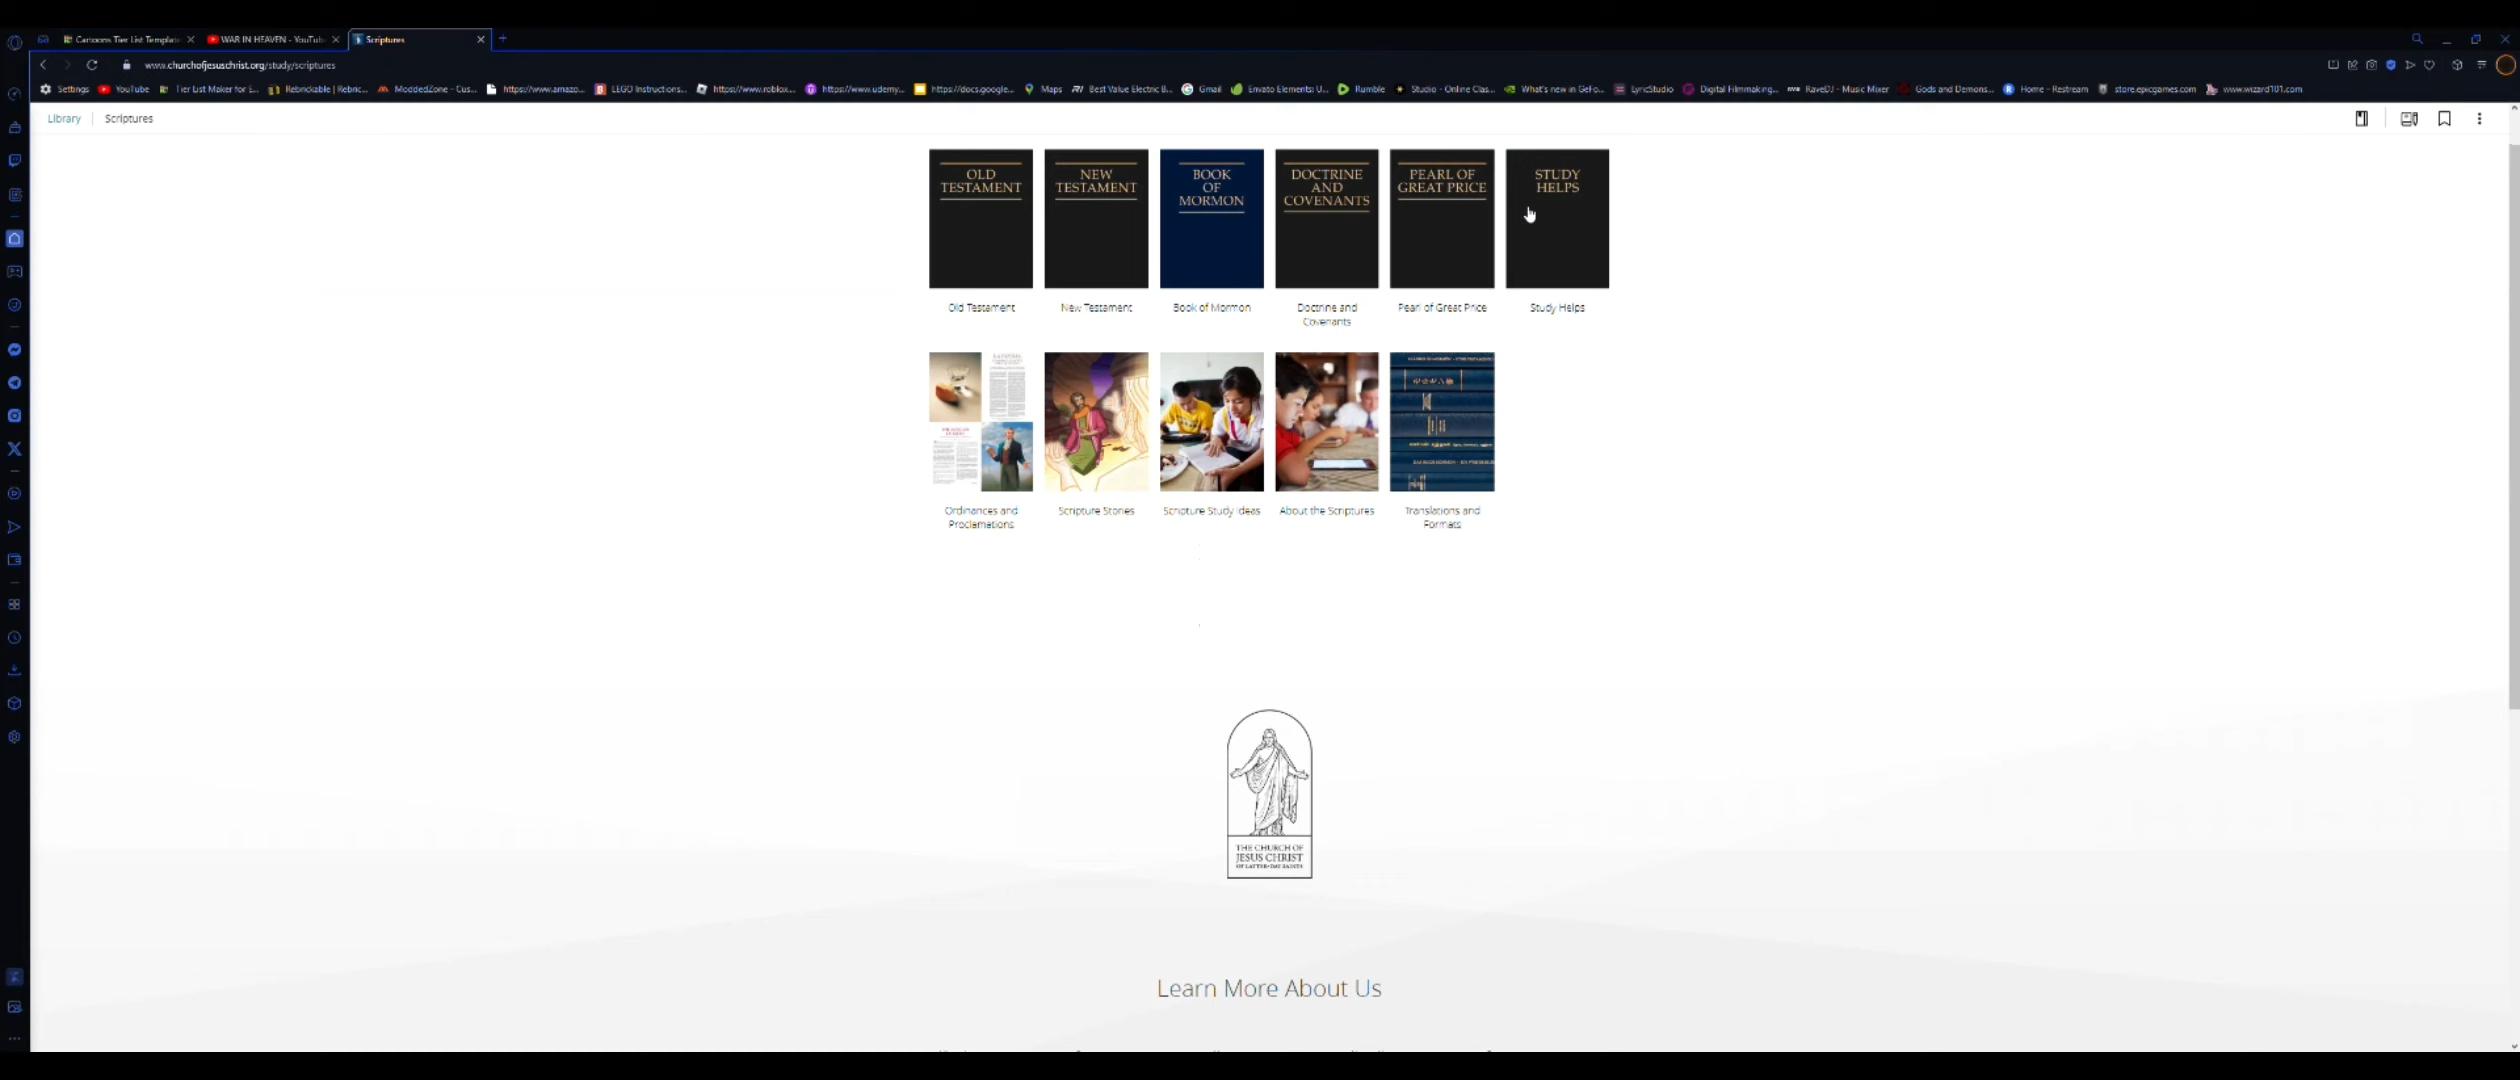 Cartoons Tier List Template
WAR IN HEAVEN - YouTub
Scriptures
www.churchofjesuschrist.org/study/scriptures
Settings
YouTube
Tier List Maker for E...
Rebrickable | Rebric...
ModdedZone - Cus...
https://www.amazo...
LEGO Instructions...
https://www.roblox...
https://www.udemy...
https://docs.google...
Maps
Best Value Electric B...
Gmail
Envato Elements: U...
Rumble
Studio - Online Clas...
What's new in GeFo...
LyricStudio
Digital Filmmaking...
RaveDJ - Music Mixer
Gods and Demons...
Home - Restream
store.epicgames.com
www.wizard101.com
Library
Scriptures
OLD
TESTAMENT
NEW
TESTAMENT
BOOK
OF
MORMON
DOCTRINE
AND
COVENANTS
PEARL OF
GREAT PRICE
STUDY
HELPS
Old Testament
New Testament
Book of Mormon
Doctrine and
Covenants
Pearl of Great Price
Study Helps
Ordinances and
Proclamations
Scripture Stories
Scripture Study Ideas
About the Scriptures
Translations and
Formats
THE CHURCH OF
JESUS CHRIST
OF LATTER-DAY SAINTS
Learn More About Us